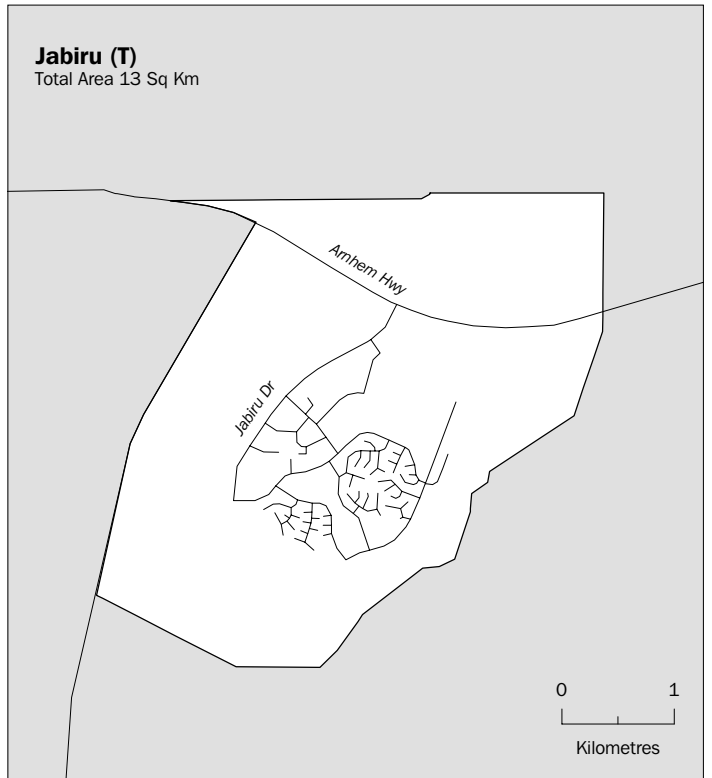 Jabiru (T)
Total Area 13 Sq Km
Arnhem Hwy
Jabiru Dr
0 1
Kilometres